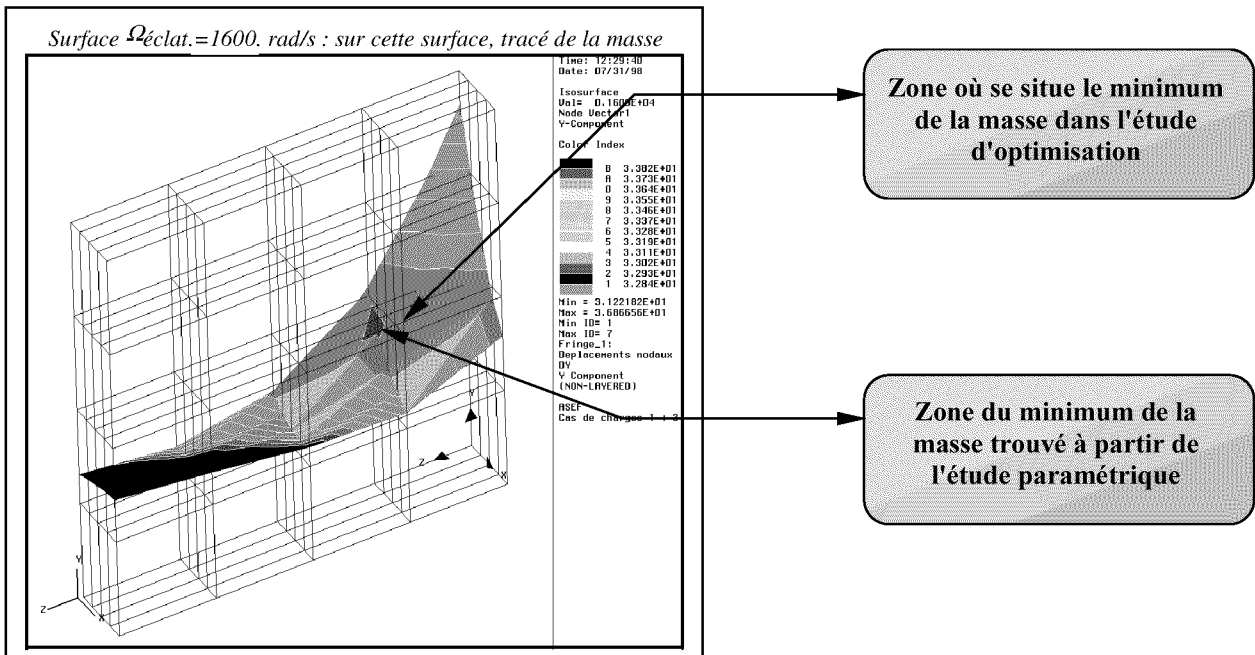 Surface Ωéclat.=1600. rad/s : sur cette surface, tracé de la masse
Time: 12:29:40
Date: 07/31/98
Isosurface
Val= 0.1600E+04
Node Vector1
Y-Component
Color Index
B 3.382E+01
A 3.373E+01
0 3.364E+01
9 3.355E+01
8 3.346E+01
7 3.337E+01
6 3.328E+01
5 3.319E+01
4 3.311E+01
3 3.302E+01
2 3.293E+01
1 3.284E+01
Min = 3.122182E+01
Max = 3.686656E+01
Min ID= 1
Max ID= 7
Fringe_1:
Deplacements nodaux
DY
Y Component
(NON-LAYERED)
ASEF
Cas de charges 1 : 3
Y
Z
X
Y
Z
X
Zone où se situe le minimum
de la masse dans l'étude
d'optimisation
Zone du minimum de la
masse trouvé à partir de
l'étude paramétrique